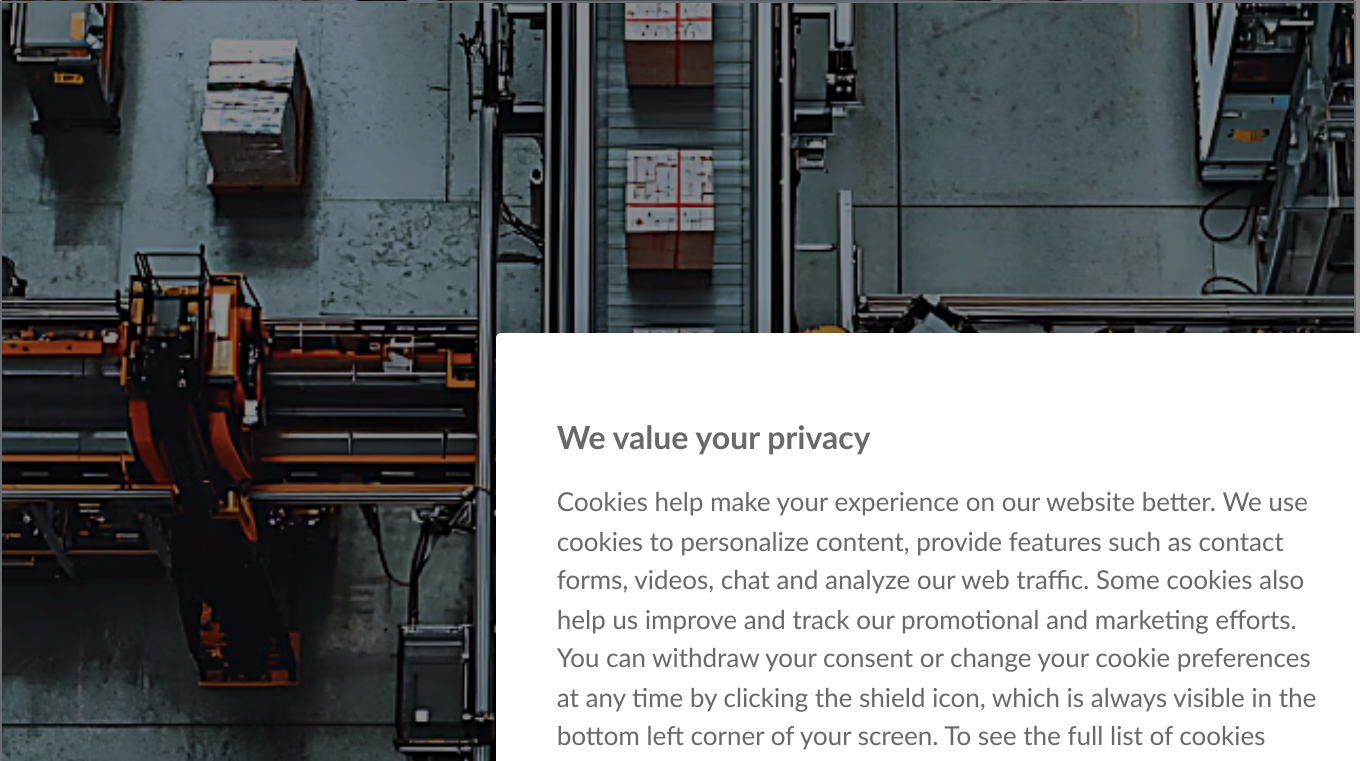 We value your privacy
Cookies help make your experience on our website better. We use
cookies to personalize content, provide features such as contact
forms, videos, chat and analyze our web traffic. Some cookies also
help us improve and track our promotional and marketing efforts.
You can withdraw your consent or change your cookie preferences
at any time by clicking the shield icon, which is always visible in the
bottom left corner of your screen. To see the full list of cookies